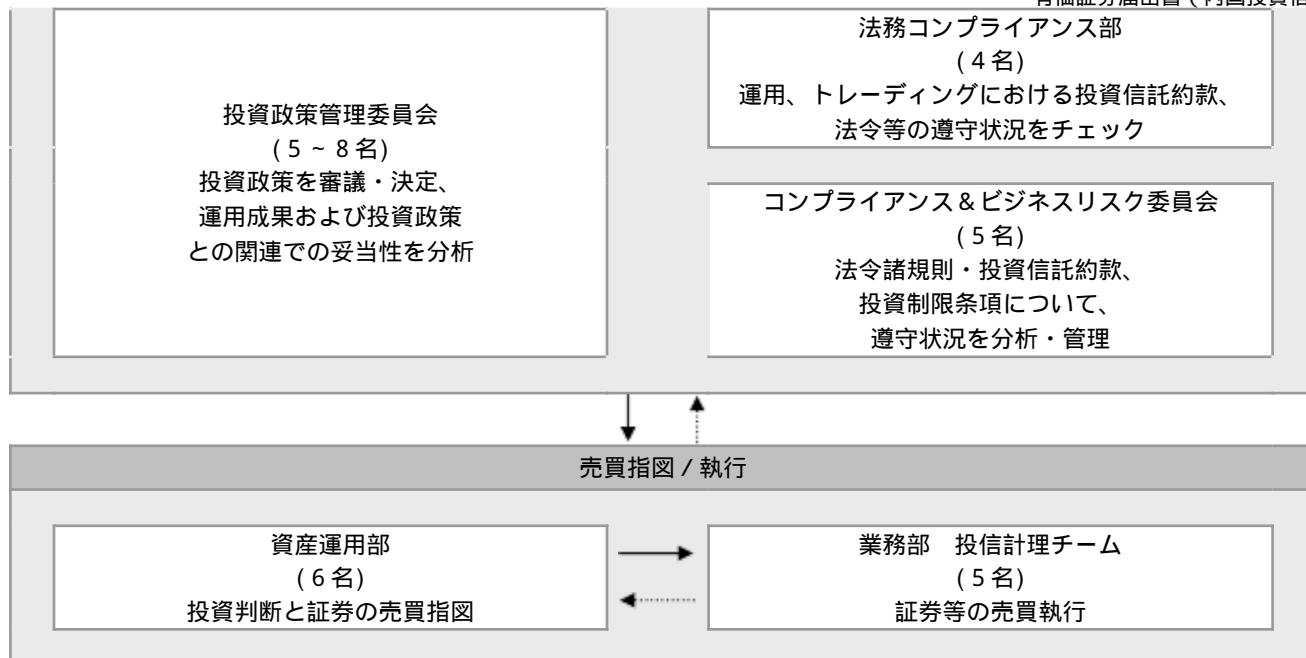 投資政策管理委員会
(5～8名)
投資政策を審議・決定、
運用成果および投資政策
との関連での妥当性を分析
法務コンプライアンス部
(4名)
運用、トレーディングにおける投資信託約款、
法令等の遵守状況をチェック
コンプライアンス&ビジネスリスク委員会
(5名)
法令諸規則・投資信託約款、
投資制限条項について、
遵守状況を分析・管理
売買指図/執行
資産運用部
(6名)
投資判断と証券の売買指図
業務部　投信計理チーム
(5名)
証券等の売買執行